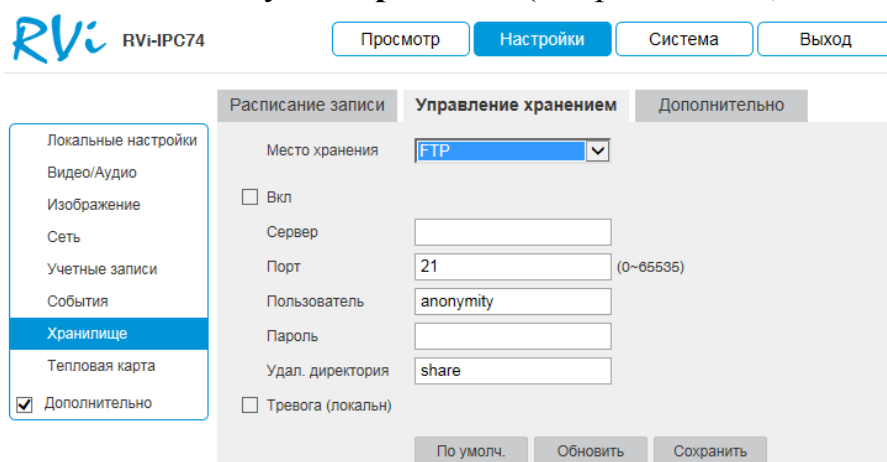 RVi RVi-IPC74 Просмотр Настройки Система Выход
Расписание записи Управление хранением Дополнительно
Локальные настройки
Видео/Аудио
Изображение
Сеть
Учетные записи
События
Хранилище
Тепловая карта
Дополнительно
Место хранения FTP
Вкл
Сервер
Порт 21 (0~65535)
Пользователь anonymity
Пароль
Удал. директория share
Тревога (локальн)
По умолч. Обновить Сохранить